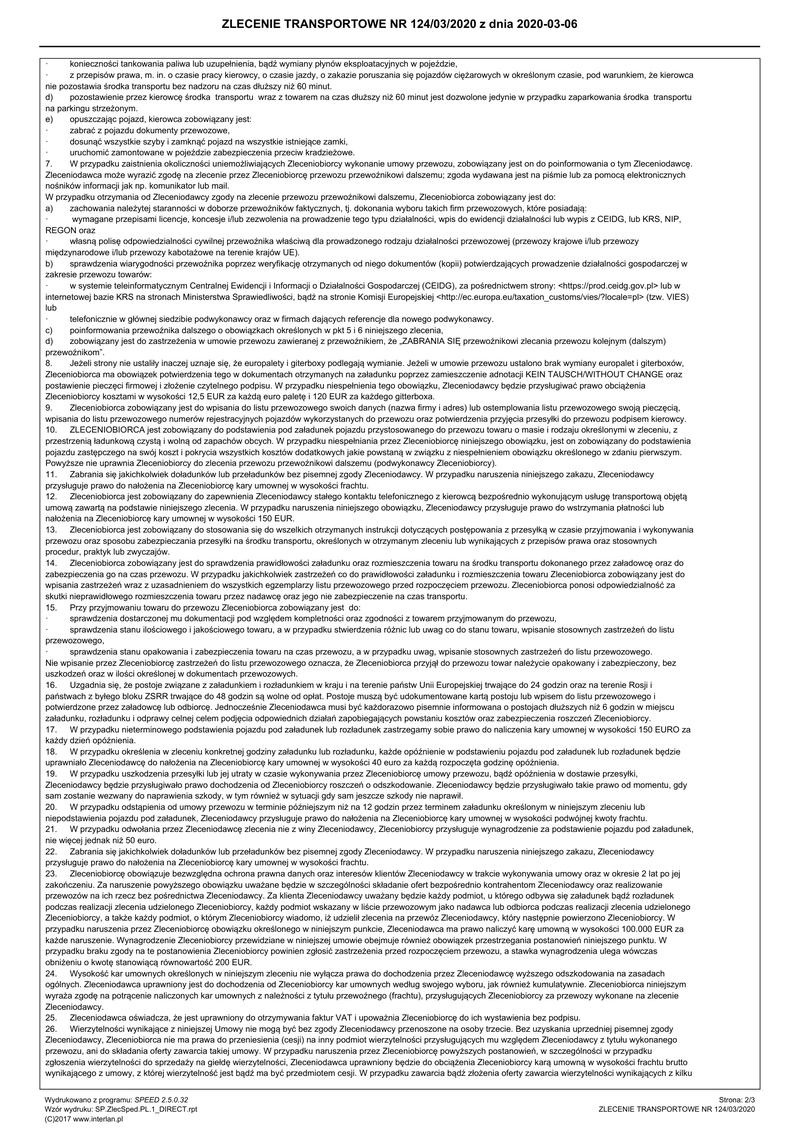 ZLECENIE TRANSPORTOWE NR 124/03/2020 z dnia 2020-03-06
· konieczności tankowania paliwa lub uzupełnienia, bądź wymiany płynów eksploatacyjnych w pojeździe,
· z przepisów prawa, m. in. o czasie pracy kierowcy, o czasie jazdy, o zakazie poruszania się pojazdów ciężarowych w określonym czasie, pod warunkiem, że kierowca
nie pozostawia środka transportu bez nadzoru na czas dłuższy niż 60 minut.
d) pozostawienie przez kierowcę środka transportu wraz z towarem na czas dłuższy niż 60 minut jest dozwolone jedynie w przypadku zaparkowania środka transportu
na parkingu strzeżonym.
e) opuszczając pojazd, kierowca zobowiązany jest:
· zabrać z pojazdu dokumenty przewozowe,
· dosunąć wszystkie szyby i zamknąć pojazd na wszystkie istniejące zamki,
· uruchomić zamontowane w pojeździe zabezpieczenia przeciw kradzieżowe.
7. W przypadku zaistnienia okoliczności uniemożliwiających Zleceniobiorcy wykonanie umowy przewozu, zobowiązany jest on do poinformowania o tym Zleceniodawcę.
Zleceniodawca może wyrazić zgodę na zlecenie przez Zleceniobiorcę przewozu przewoźnikowi dalszemu; zgoda wydawana jest na piśmie lub za pomocą elektronicznych
nośników informacji jak np. komunikator lub mail.
W przypadku otrzymania od Zleceniodawcy zgody na zlecenie przewozu przewoźnikowi dalszemu, Zleceniobiorca zobowiązany jest do:
a) zachowania należytej staranności w doborze przewoźników faktycznych, tj. dokonania wyboru takich firm przewozowych, które posiadają:
· wymagane przepisami licencje, koncesje i/lub zezwolenia na prowadzenie tego typu działalności, wpis do ewidencji działalności lub wypis z CEIDG, lub KRS, NIP,
REGON oraz
· własną polisę odpowiedzialności cywilnej przewoźnika właściwą dla prowadzonego rodzaju działalności przewozowej (przewozy krajowe i/lub przewozy
międzynarodowe i/lub przewozy kabotażowe na terenie krajów UE).
b) sprawdzenia wiarygodności przewoźnika poprzez weryfikację otrzymanych od niego dokumentów (kopii) potwierdzających prowadzenie działalności gospodarczej w
zakresie przewozu towarów:
· w systemie teleinformatycznym Centralnej Ewidencji i Informacji o Działalności Gospodarczej (CEIDG), za pośrednictwem strony: <https://prod.ceidg.gov.pl> lub w
internetowej bazie KRS na stronach Ministerstwa Sprawiedliwości, bądź na stronie Komisji Europejskiej <http://ec.europa.eu/taxation_customs/vies/?locale=pl> (tzw. VIES)
lub
· telefonicznie w głównej siedzibie podwykonawcy oraz w firmach dających referencje dla nowego podwykonawcy.
c) poinformowania przewoźnika dalszego o obowiązkach określonych w pkt 5 i 6 niniejszego zlecenia,
d) zobowiązany jest do zastrzeżenia w umowie przewozu zawieranej z przewoźnikiem, że „ZABRANIA SIĘ przewoźnikowi zlecania przewozu kolejnym (dalszym)
przewoźnikom”.
8. Jeżeli strony nie ustaliły inaczej uznaje się, że europalety i giterboxy podlegają wymianie. Jeżeli w umowie przewozu ustalono brak wymiany europalet i giterboxów,
Zleceniobiorca ma obowiązek potwierdzenia tego w dokumentach otrzymanych na załadunku poprzez zamieszczenie adnotacji KEIN TAUSCH/WITHOUT CHANGE oraz
postawienie pieczęci firmowej i złożenie czytelnego podpisu. W przypadku niespełnienia tego obowiązku, Zleceniodawcy będzie przysługiwać prawo obciążenia
Zleceniobiorcy kosztami w wysokości 12,5 EUR za każdą euro paletę i 120 EUR za każdego gitterboxa.
9. Zleceniobiorca zobowiązany jest do wpisania do listu przewozowego swoich danych (nazwa firmy i adres) lub ostemplowania listu przewozowego swoją pieczęcią,
wpisania do listu przewozowego numerów rejestracyjnych pojazdów wykorzystanych do przewozu oraz potwierdzenia przyjęcia przesyłki do przewozu podpisem kierowcy.
10. ZLECENIOBIORCA jest zobowiązany do podstawienia pod załadunek pojazdu przystosowanego do przewozu towaru o masie i rodzaju określonymi w zleceniu, z
przestrzenią ładunkową czystą i wolną od zapachów obcych. W przypadku niespełniania przez Zleceniobiorcę niniejszego obowiązku, jest on zobowiązany do podstawienia
pojazdu zastępczego na swój koszt i pokrycia wszystkich kosztów dodatkowych jakie powstaną w związku z niespełnieniem obowiązku określonego w zdaniu pierwszym.
Powyższe nie uprawnia Zleceniobiorcy do zlecenia przewozu przewoźnikowi dalszemu (podwykonawcy Zleceniobiorcy).
11. Zabrania się jakichkolwiek doładunków lub przeładunków bez pisemnej zgody Zleceniodawcy. W przypadku naruszenia niniejszego zakazu, Zleceniodawcy
przysługuje prawo do nałożenia na Zleceniobiorcę kary umownej w wysokości frachtu.
12. Zleceniobiorca jest zobowiązany do zapewnienia Zleceniodawcy stałego kontaktu telefonicznego z kierowcą bezpośrednio wykonującym usługę transportową objętą
umową zawartą na podstawie niniejszego zlecenia. W przypadku naruszenia niniejszego obowiązku, Zleceniodawcy przysługuje prawo do wstrzymania płatności lub
nałożenia na Zleceniobiorcę kary umownej w wysokości 150 EUR.
13. Zleceniobiorca jest zobowiązany do stosowania się do wszelkich otrzymanych instrukcji dotyczących postępowania z przesyłką w czasie przyjmowania i wykonywania
przewozu oraz sposobu zabezpieczania przesyłki na środku transportu, określonych w otrzymanym zleceniu lub wynikających z przepisów prawa oraz stosownych
procedur, praktyk lub zwyczajów.
14. Zleceniobiorca zobowiązany jest do sprawdzenia prawidłowości załadunku oraz rozmieszczenia towaru na środku transportu dokonanego przez załadowcę oraz do
zabezpieczenia go na czas przewozu. W przypadku jakichkolwiek zastrzeżeń co do prawidłowości załadunku i rozmieszczenia towaru Zleceniobiorca zobowiązany jest do
wpisania zastrzeżeń wraz z uzasadnieniem do wszystkich egzemplarzy listu przewozowego przed rozpoczęciem przewozu. Zleceniobiorca ponosi odpowiedzialność za
skutki nieprawidłowego rozmieszczenia towaru przez nadawcę oraz jego nie zabezpieczenie na czas transportu.
15. Przy przyjmowaniu towaru do przewozu Zleceniobiorca zobowiązany jest do:
· sprawdzenia dostarczonej mu dokumentacji pod względem kompletności oraz zgodności z towarem przyjmowanym do przewozu,
· sprawdzenia stanu ilościowego i jakościowego towaru, a w przypadku stwierdzenia różnic lub uwag co do stanu towaru, wpisanie stosownych zastrzeżeń do listu
przewozowego,
· sprawdzenia stanu opakowania i zabezpieczenia towaru na czas przewozu, a w przypadku uwag, wpisanie stosownych zastrzeżeń do listu przewozowego.
Nie wpisanie przez Zleceniobiorcę zastrzeżeń do listu przewozowego oznacza, że Zleceniobiorca przyjął do przewozu towar należycie opakowany i zabezpieczony, bez
uszkodzeń oraz w ilości określonej w dokumentach przewozowych.
16. Uzgadnia się, że postoje związane z załadunkiem i rozładunkiem w kraju i na terenie państw Unii Europejskiej trwające do 24 godzin oraz na terenie Rosji i
państwach z byłego bloku ZSRR trwające do 48 godzin są wolne od opłat. Postoje muszą być udokumentowane kartą postoju lub wpisem do listu przewozowego i
potwierdzone przez załadowcę lub odbiorcę. Jednocześnie Zleceniodawca musi być każdorazowo pisemnie informowana o postojach dłuższych niż 6 godzin w miejscu
załadunku, rozładunku i odprawy celnej celem podjęcia odpowiednich działań zapobiegających powstaniu kosztów oraz zabezpieczenia roszczeń Zleceniobiorcy.
17. W przypadku nieterminowego podstawienia pojazdu pod załadunek lub rozładunek zastrzegamy sobie prawo do naliczenia kary umownej w wysokości 150 EURO za
każdy dzień opóźnienia.
18. W przypadku określenia w zleceniu konkretnej godziny załadunku lub rozładunku, każde opóźnienie w podstawieniu pojazdu pod załadunek lub rozładunek będzie
uprawniało Zleceniodawcę do nałożenia na Zleceniobiorcę kary umownej w wysokości 40 euro za każdą rozpoczęta godzinę opóźnienia.
19. W przypadku uszkodzenia przesyłki lub jej utraty w czasie wykonywania przez Zleceniobiorcę umowy przewozu, bądź opóźnienia w dostawie przesyłki,
Zleceniodawcy będzie przysługiwało prawo dochodzenia od Zleceniobiorcy roszczeń o odszkodowanie. Zleceniodawcy będzie przysługiwało takie prawo od momentu, gdy
sam zostanie wezwany do naprawienia szkody, w tym również w sytuacji gdy sam jeszcze szkody nie naprawił.
20. W przypadku odstąpienia od umowy przewozu w terminie późniejszym niż na 12 godzin przez terminem załadunku określonym w niniejszym zleceniu lub
niepodstawienia pojazdu pod załadunek, Zleceniodawcy przysługuje prawo do nałożenia na Zleceniobiorcę kary umownej w wysokości podwójnej kwoty frachtu.
21. W przypadku odwołania przez Zleceniodawcę zlecenia nie z winy Zleceniodawcy, Zleceniobiorcy przysługuje wynagrodzenie za podstawienie pojazdu pod załadunek,
nie więcej jednak niż 50 euro.
22. Zabrania się jakichkolwiek doładunków lub przeładunków bez pisemnej zgody Zleceniodawcy. W przypadku naruszenia niniejszego zakazu, Zleceniodawcy
przysługuje prawo do nałożenia na Zleceniobiorcę kary umownej w wysokości frachtu.
23. Zleceniobiorcę obowiązuje bezwzględna ochrona prawna danych oraz interesów klientów Zleceniodawcy w trakcie wykonywania umowy oraz w okresie 2 lat po jej
zakończeniu. Za naruszenie powyższego obowiązku uważane będzie w szczególności składanie ofert bezpośrednio kontrahentom Zleceniodawcy oraz realizowanie
przewozów na ich rzecz bez pośrednictwa Zleceniodawcy. Za klienta Zleceniodawcy uważany będzie każdy podmiot, u którego odbywa się załadunek bądź rozładunek
podczas realizacji zlecenia udzielonego Zleceniobiorcy, każdy podmiot wskazany w liście przewozowym jako nadawca lub odbiorca podczas realizacji zlecenia udzielonego
Zleceniobiorcy, a także każdy podmiot, o którym Zleceniobiorcy wiadomo, iż udzielił zlecenia na przewóz Zleceniodawcy, który następnie powierzono Zleceniobiorcy. W
przypadku naruszenia przez Zleceniobiorcę obowiązku określonego w niniejszym punkcie, Zleceniodawca ma prawo naliczyć karę umowną w wysokości 100.000 EUR za
każde naruszenie. Wynagrodzenie Zleceniobiorcy przewidziane w niniejszej umowie obejmuje również obowiązek przestrzegania postanowień niniejszego punktu. W
przypadku braku zgody na te postanowienia Zleceniobiorcy powinien zgłosić zastrzeżenia przed rozpoczęciem przewozu, a stawka wynagrodzenia ulega wówczas
obniżeniu o kwotę stanowiącą równowartość 200 EUR.
24. Wysokość kar umownych określonych w niniejszym zleceniu nie wyłącza prawa do dochodzenia przez Zleceniodawcę wyższego odszkodowania na zasadach
ogólnych. Zleceniodawca uprawniony jest do dochodzenia od Zleceniobiorcy kar umownych według swojego wyboru, jak również kumulatywnie. Zleceniobiorca niniejszym
wyraża zgodę na potrącenie naliczonych kar umownych z należności z tytułu przewoźnego (frachtu), przysługujących Zleceniobiorcy za przewozy wykonane na zlecenie
Zleceniodawcy.
25. Zleceniodawca oświadcza, że jest uprawniony do otrzymywania faktur VAT i upoważnia Zleceniobiorcę do ich wystawienia bez podpisu.
26. Wierzytelności wynikające z niniejszej Umowy nie mogą być bez zgody Zleceniodawcy przenoszone na osoby trzecie. Bez uzyskania uprzedniej pisemnej zgody
Zleceniodawcy, Zleceniobiorca nie ma prawa do przeniesienia (cesji) na inny podmiot wierzytelności przysługujących mu względem Zleceniodawcy z tytułu wykonanego
przewozu, ani do składania oferty zawarcia takiej umowy. W przypadku naruszenia przez Zleceniobiorcę powyższych postanowień, w szczególności w przypadku
zgłoszenia wierzytelności do sprzedaży na giełdę wierzytelności, Zleceniodawca uprawniony będzie do obciążenia Zleceniobiorcy karą umowną w wysokości frachtu brutto
wynikającego z umowy, z której wierzytelność jest bądź ma być przedmiotem cesji. W przypadku zawarcia bądź złożenia oferty zawarcia wierzytelności wynikających z kilku
Wydrukowano z programu: SPEED 2.5.0.32
Wzór wydruku: SP.ZlecSped.PL.1_DIRECT.rpt
(C)2017 www.interlan.pl
Strona: 2/3
ZLECENIE TRANSPORTOWE NR 124/03/2020